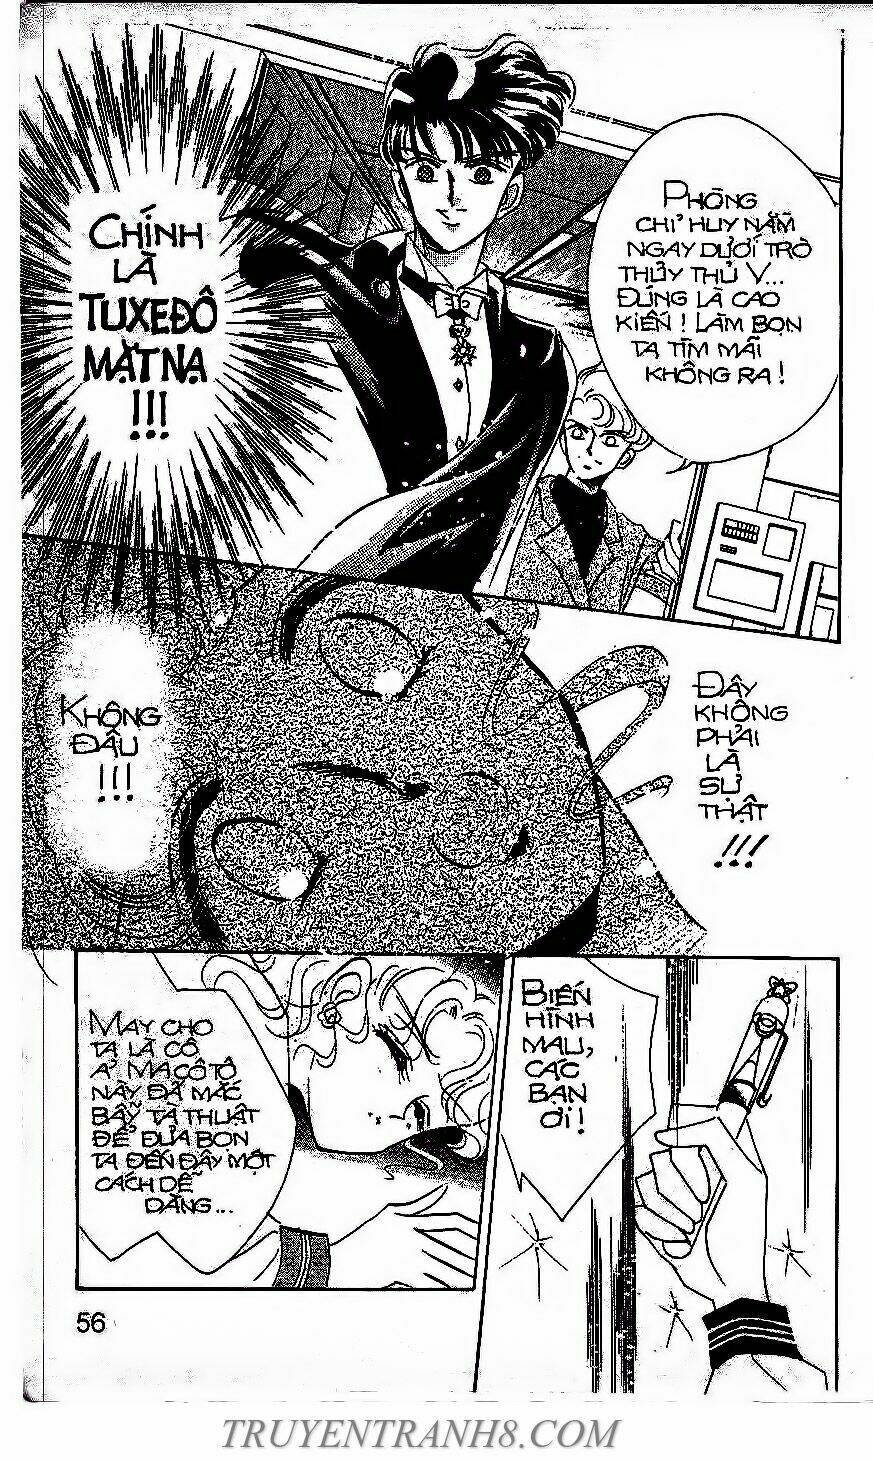 CHÍNH
LÀ
TUXEĐÔ
MẶT NẠ
!!!
PHÒNG
CHỈ HUY NẰM
NGAY DƯỚI TRÒ
THỦY THỦ V...
ĐÚNG LÀ CAO
KIẾN! LÀM BỌN
TA TÌM MÃI
KHÔNG RA!
KHÔNG
ĐÂU
!!!
ĐÂY
KHÔNG
PHẢI
LÀ
SỰ
THẬT
!!!
MAY CHO
TA LÀ CÔ
Ả MACÔTÔ
NÀY ĐÃ MẮC
BẪY TÀ THUẬT
ĐỂ ĐƯA BỌN
TA ĐẾN ĐÂY MỘT
CÁCH DỄ
DÀNG...
BIẾN
HÌNH
MAU,
CÁC
BẠN
ƠI!
56
TRUYENTRANH8.COM